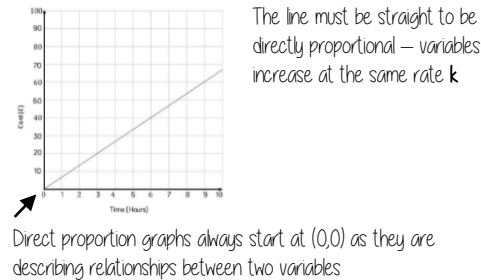 The line must be straight to be
directly proportional – variables
increase at the same rate k
100
90
80
70
60
50
40
30
20
10
Cost(£)
0 1 2 3 4 5 6 7 8 9 10
Time (Hours)
Direct proportion graphs always start at (0,0) as they are
describing relationships between two variables